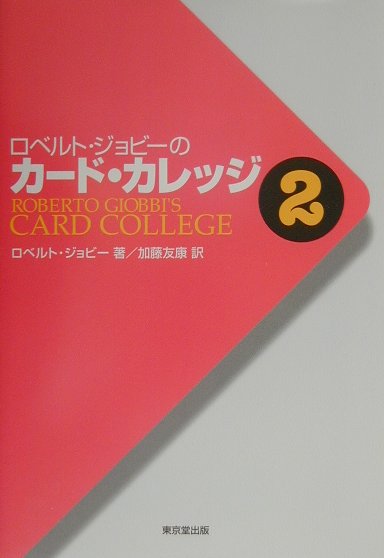 ロベルト・ジョビーの
カード・カレッジ
2
ROBERTO GIOBBI'S
CARD COLLEGE
ロベルト・ジョビー 著/加藤友康 訳
東京堂出版